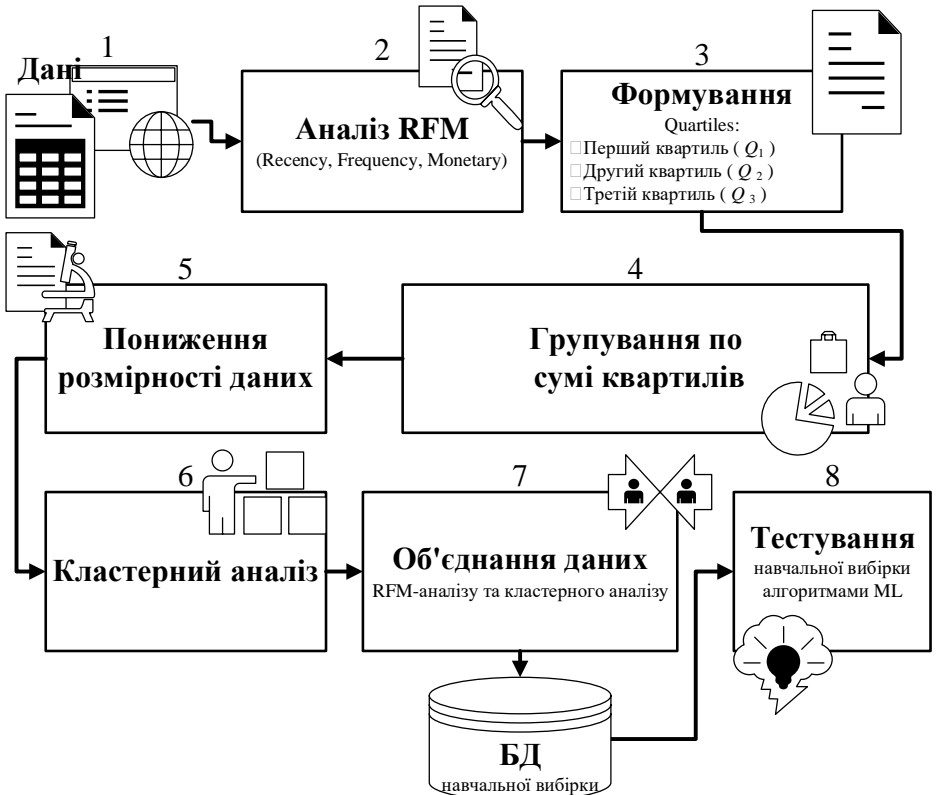 1
Дані
2
Аналіз RFM
(Recency, Frequency, Monetary)
3
Формування
Quartiles:
□Перший квартиль ( Q₁ )
□Другий квартиль ( Q ₂ )
□Третій квартиль ( Q ₃ )
4
Групування по
сумі квартилів
5
Пониження
розмірності даних
6
Кластерний аналіз
7
Об'єднання даних
RFM-аналізу та кластерного аналізу
8
Тестування
навчальної вибірки
алгоритмами ML
БД
навчальної вибірки